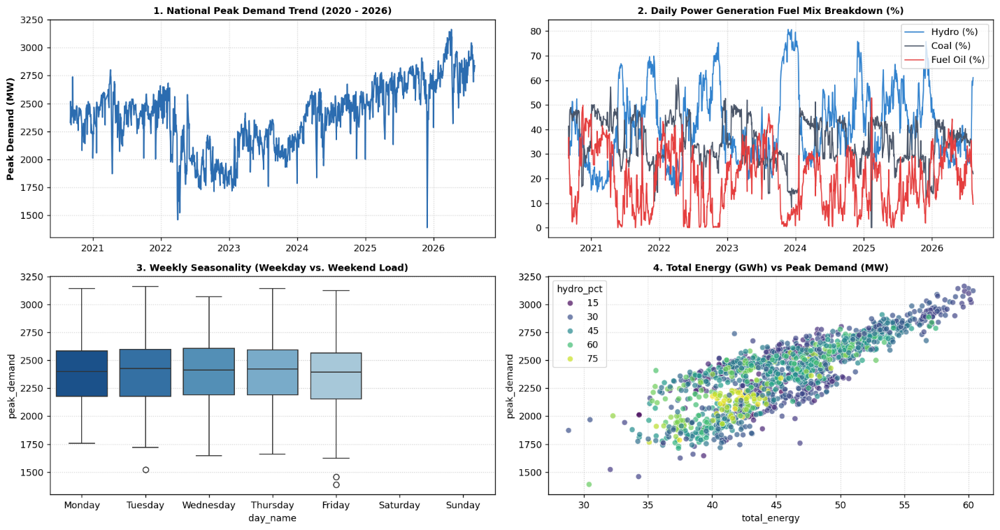 1. National Peak Demand Trend (2020 - 2026)
Peak Demand (MW)
3250
3000
2750
2500
2250
2000
1750
1500
2021 2022 2023 2024 2025 2026
2. Daily Power Generation Fuel Mix Breakdown (%)
80
70
60
50
40
30
20
10
0
Hydro (%)
Coal (%)
Fuel Oil (%)
2021 2022 2023 2024 2025 2026
3. Weekly Seasonality (Weekday vs. Weekend Load)
peak_demand
3250
3000
2750
2500
2250
2000
1750
1500
Monday Tuesday Wednesday Thursday Friday Saturday Sunday
day_name
4. Total Energy (GWh) vs Peak Demand (MW)
peak_demand
3250
3000
2750
2500
2250
2000
1750
1500
hydro_pct
15
30
45
60
75
30 35 40 45 50 55 60
total_energy